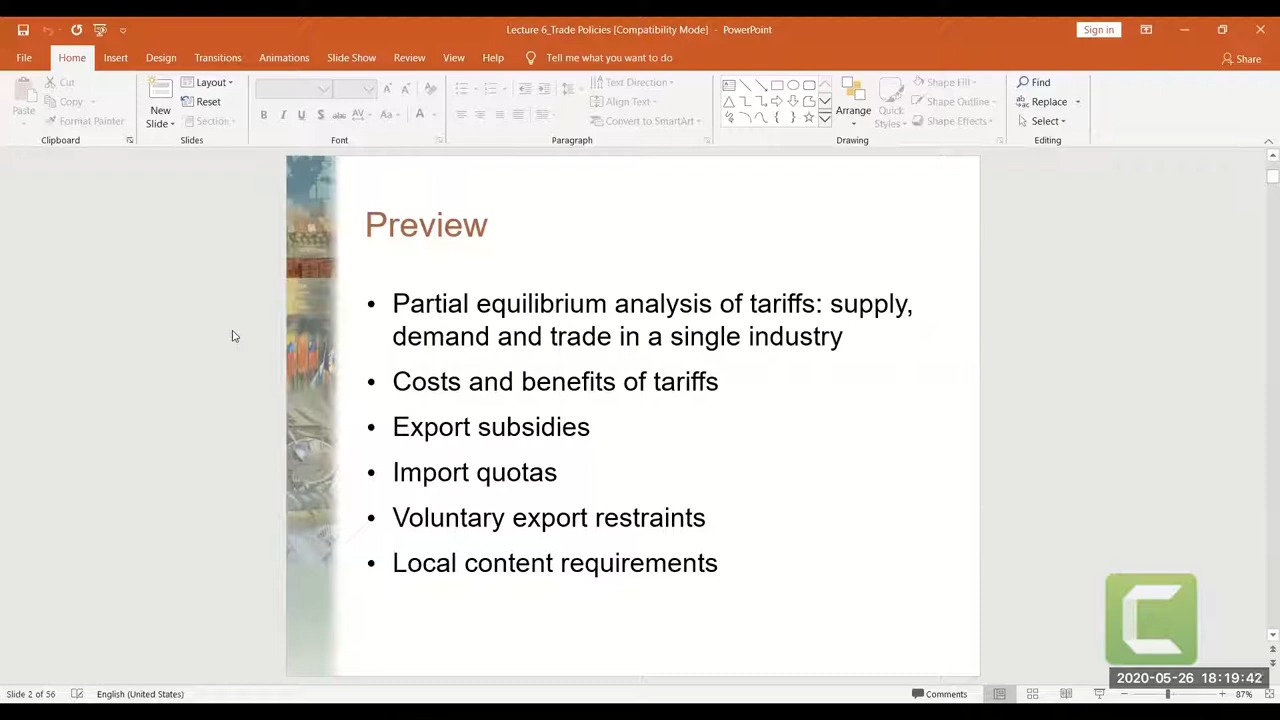 Lecture 6_Trade Policies [Compatibility Mode] - PowerPoint
Sign in
File Home Insert Design Transitions Animations Slide Show Review View Help Tell me what you want to do Share
Paste
Cut
Copy
Format Painter
Clipboard
New Slide
Layout
Reset
Section
Slides
B I U S abc AV Aa A
Font
Text Direction
Align Text
Convert to SmartArt
Paragraph
Arrange
Quick Styles
Shape Fill
Shape Outline
Shape Effects
Drawing
Find
Replace
Select
Editing
Preview
• Partial equilibrium analysis of tariffs: supply,
demand and trade in a single industry
• Costs and benefits of tariffs
• Export subsidies
• Import quotas
• Voluntary export restraints
• Local content requirements
2020-05-26 18:19:42
Slide 2 of 56 English (United States) Comments 87%